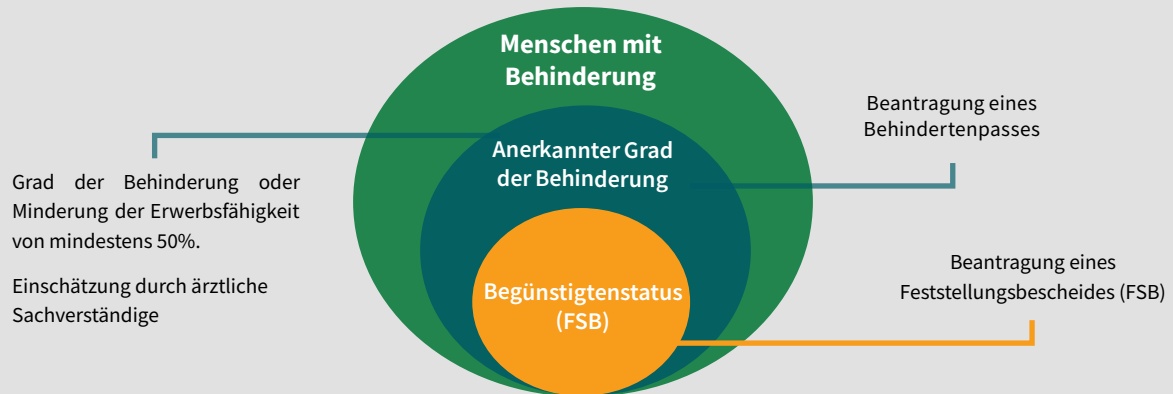 Menschen mit
Behinderung
Anerkannter Grad
der Behinderung
Begünstigtenstatus
(FSB)
Grad der Behinderung oder
Minderung der Erwerbsfähigkeit
von mindestens 50%.
Einschätzung durch ärztliche
Sachverständige
Beantragung eines
Behindertenpasses
Beantragung eines
Feststellungsbescheides (FSB)